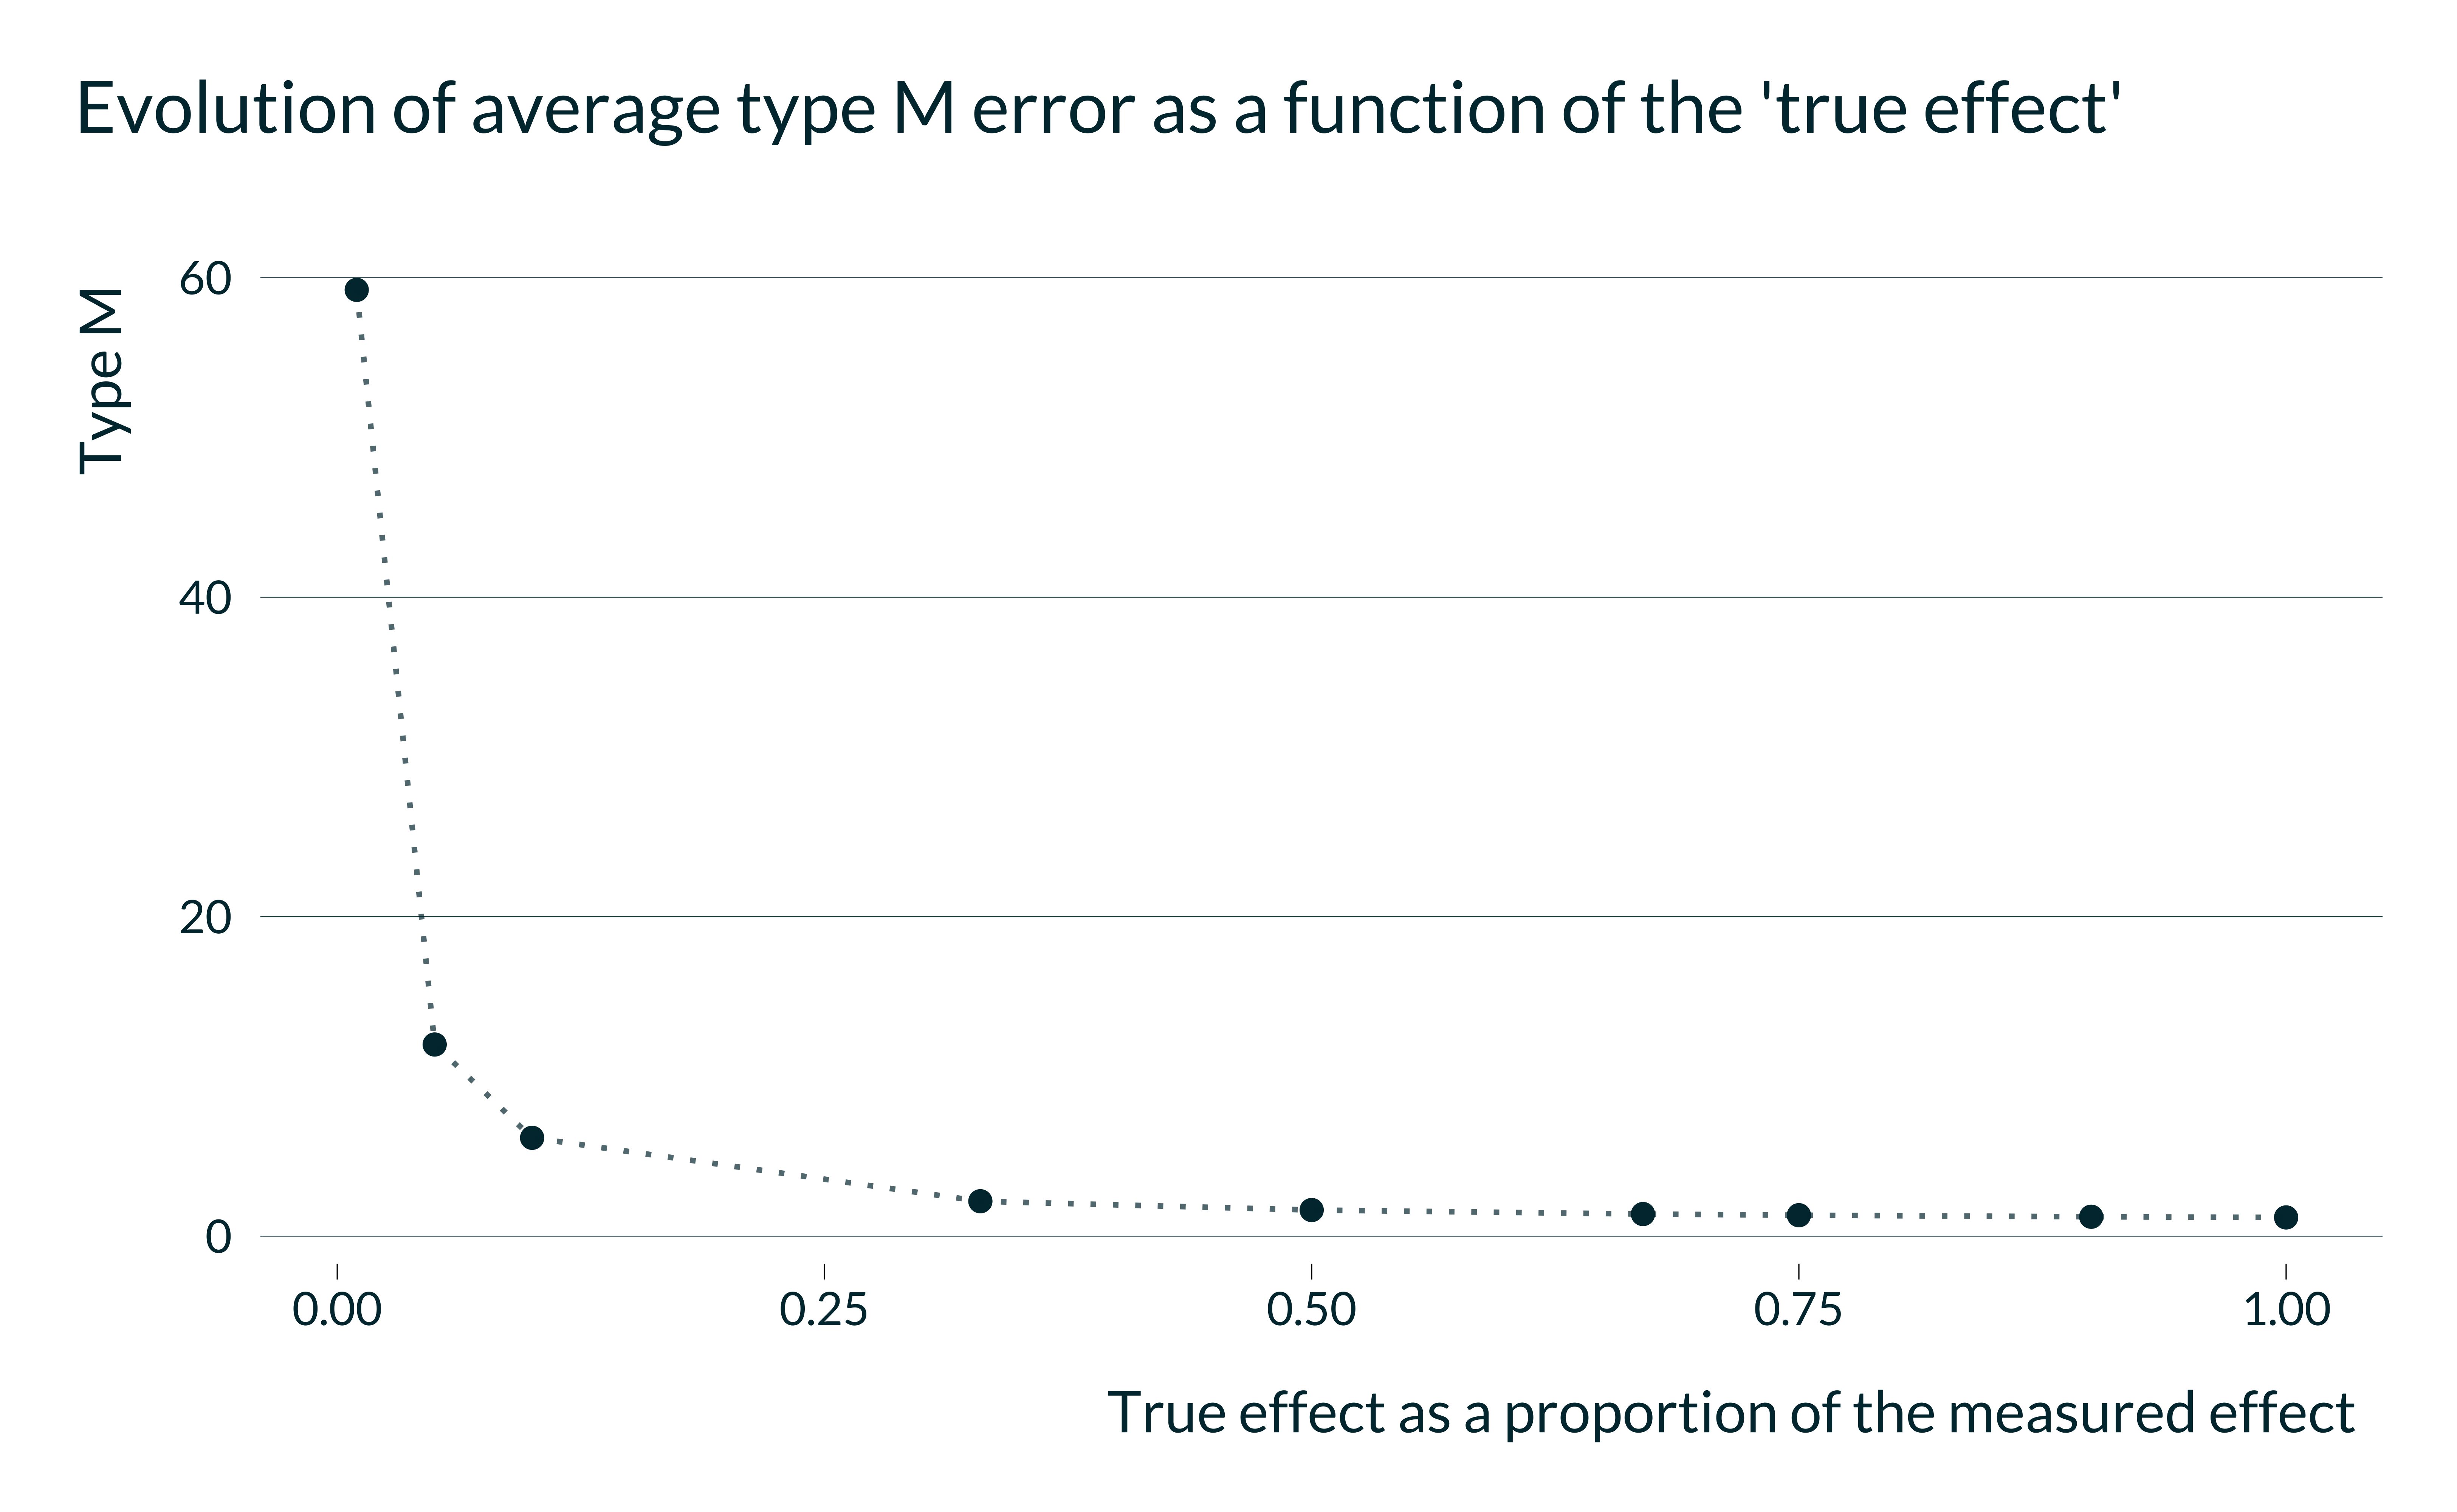 Evolution of average type M error as a function of the 'true effect'
Type M
60
40
20
0
0.00 0.25 0.50 0.75 1.00
True effect as a proportion of the measured effect